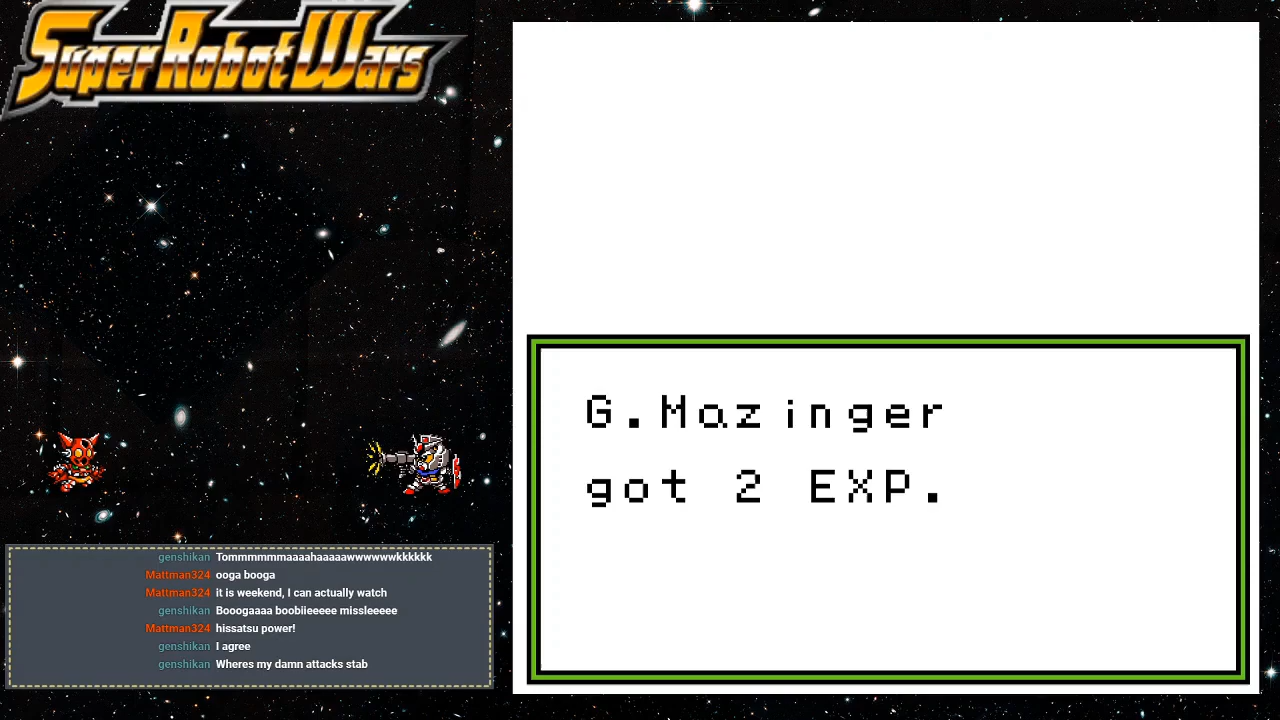 Super Robot Wars
G.Mazinger
got 2 EXP.
genshikan Tommmmmmaaaahaaaaawwwwwwkkkkkk
Mattman324 ooga booga
Mattman324 it is weekend, I can actually watch
genshikan Booogaaaa boobiieeeee missleeeee
Mattman324 hissatsu power!
genshikan I agree
genshikan Wheres my damn attacks stab